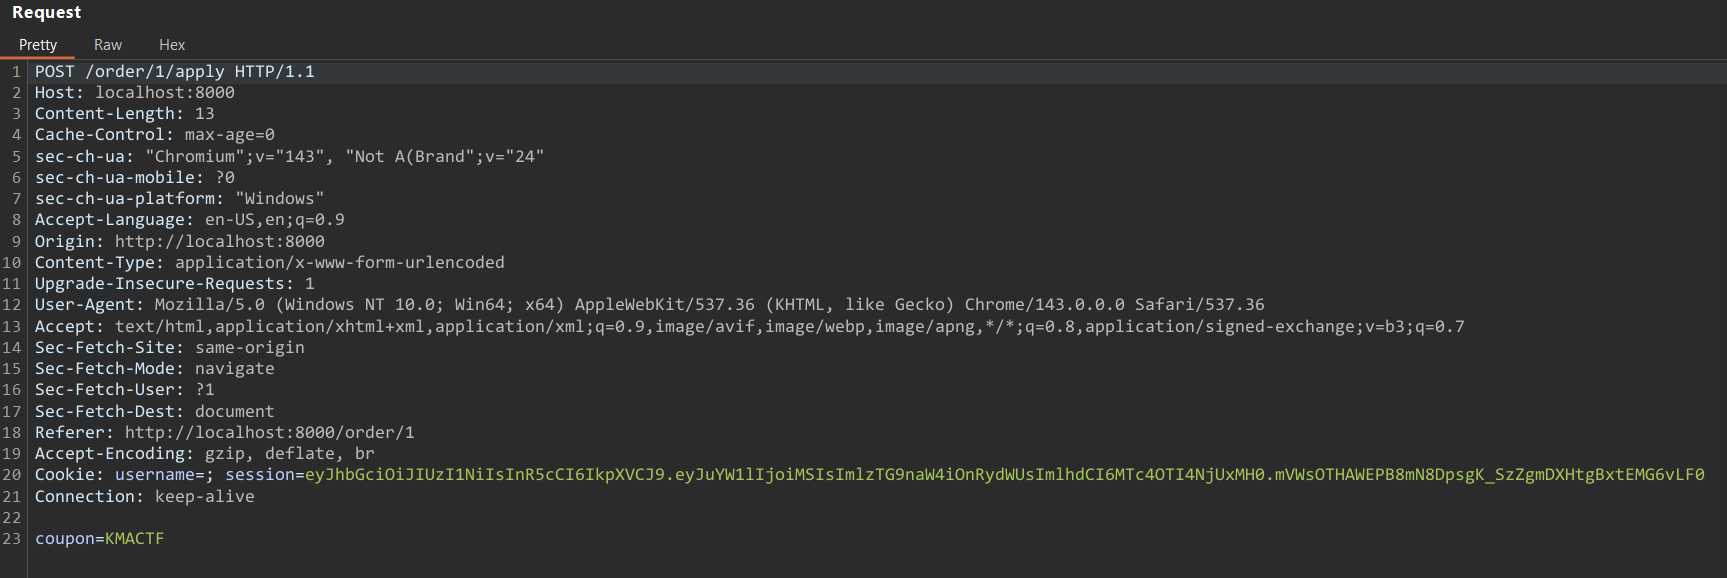 Request
Pretty Raw Hex
1 POST /order/1/apply HTTP/1.1
2 Host: localhost:8000
3 Content-Length: 13
4 Cache-Control: max-age=0
5 sec-ch-ua: "Chromium";v="143", "Not A(Brand";v="24"
6 sec-ch-ua-mobile: ?0
7 sec-ch-ua-platform: "Windows"
8 Accept-Language: en-US,en;q=0.9
9 Origin: http://localhost:8000
10 Content-Type: application/x-www-form-urlencoded
11 Upgrade-Insecure-Requests: 1
12 User-Agent: Mozilla/5.0 (Windows NT 10.0; Win64; x64) AppleWebKit/537.36 (KHTML, like Gecko) Chrome/143.0.0.0 Safari/537.36
13 Accept: text/html,application/xhtml+xml,application/xml;q=0.9,image/avif,image/webp,image/apng,*/*;q=0.8,application/signed-exchange;v=b3;q=0.7
14 Sec-Fetch-Site: same-origin
15 Sec-Fetch-Mode: navigate
16 Sec-Fetch-User: ?1
17 Sec-Fetch-Dest: document
18 Referer: http://localhost:8000/order/1
19 Accept-Encoding: gzip, deflate, br
20 Cookie: username=; session=eyJhbGciOiJIUzI1NiIsInR5cCI6IkpXVCJ9.eyJuYW1lIjoiMSIsImlzTG9naW4iOnRydWUsImlhdCI6MTc4OTI4NjUxMH0.mVWsOTHAWEPB8mN8DpsgK_SzZgmDXHtgBxtEMG6vLF0
21 Connection: keep-alive
22
23 coupon=KMACTF